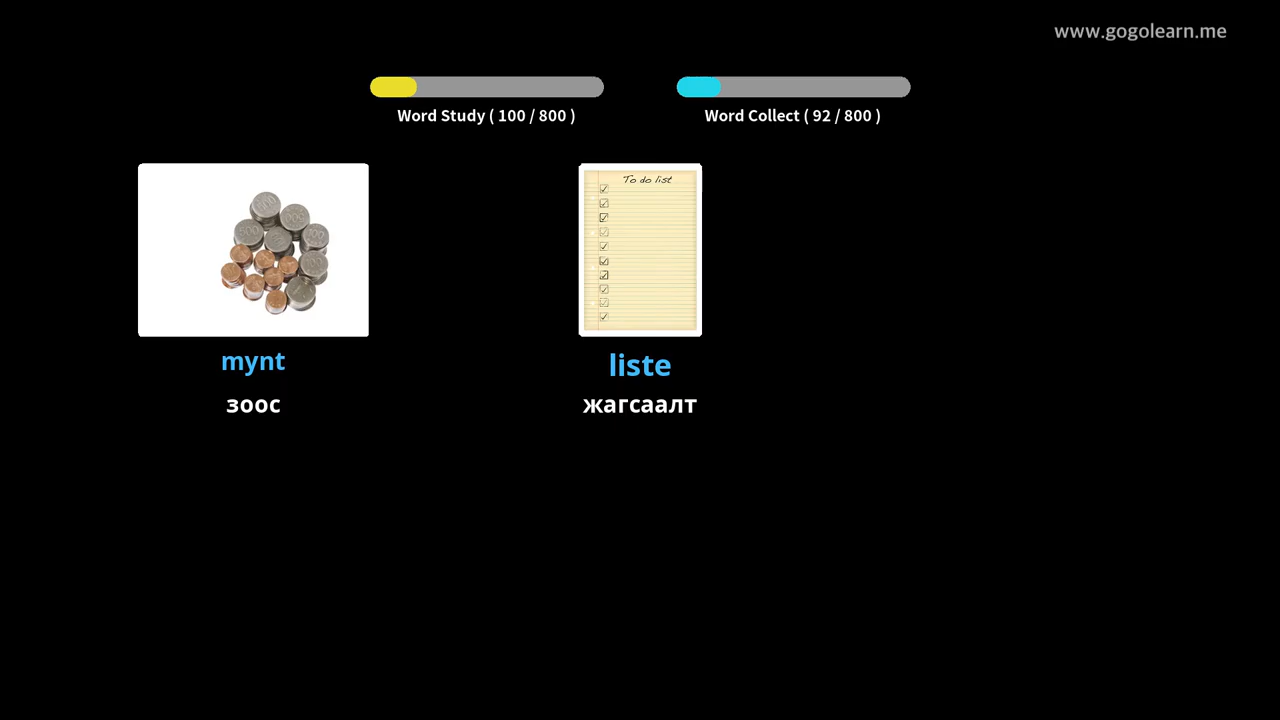 www.gogolearn.me
Word Study ( 100 / 800 )
Word Collect ( 92 / 800 )
To do list
mynt
liste
зоос
жагсаалт